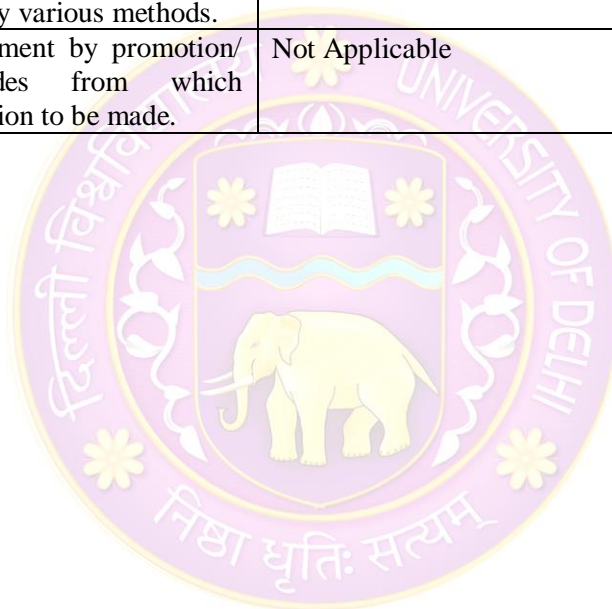 y various methods.
ment by promotion/ Not Applicable
des from which
ion to be made.
दिल्ली विश्वविद्यालय UNIVERSITY OF DELHI
निष्ठा धृतिः सत्यम्